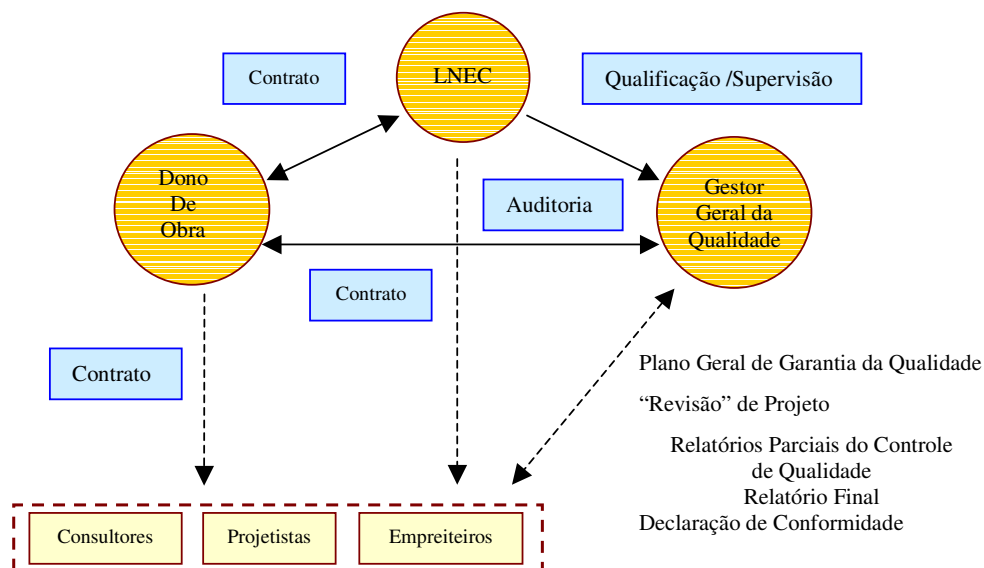 Contrato
LNEC
Qualificação /Supervisão
Dono
De
Obra
Auditoria
Gestor
Geral da
Qualidade
Contrato
Contrato
Plano Geral de Garantia da Qualidade
“Revisão” de Projeto
Relatórios Parciais do Controle
de Qualidade
Relatório Final
Declaração de Conformidade
Consultores
Projetistas
Empreiteiros